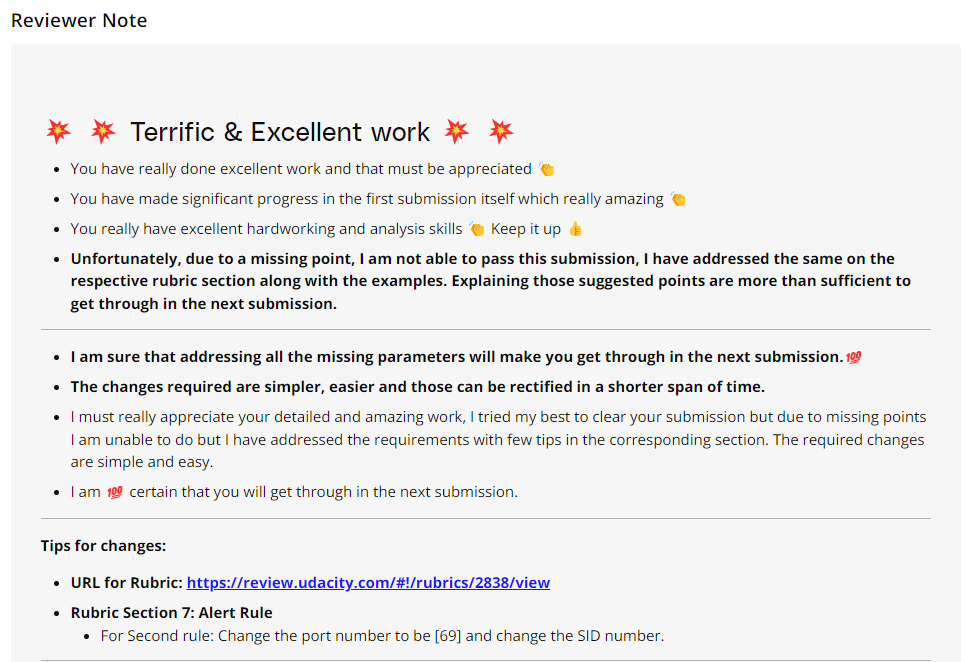 Reviewer Note
💥 💥 Terrific & Excellent work 💥 💥
• You have really done excellent work and that must be appreciated 👏
• You have made significant progress in the first submission itself which really amazing 👏
• You really have excellent hardworking and analysis skills 👏 Keep it up 👍
• Unfortunately, due to a missing point, I am not able to pass this submission, I have addressed the same on the
respective rubric section along with the examples. Explaining those suggested points are more than sufficient to
get through in the next submission.
• I am sure that addressing all the missing parameters will make you get through in the next submission.💯
• The changes required are simpler, easier and those can be rectified in a shorter span of time.
• I must really appreciate your detailed and amazing work, I tried my best to clear your submission but due to missing points
I am unable to do but I have addressed the requirements with few tips in the corresponding section. The required changes
are simple and easy.
• I am 💯 certain that you will get through in the next submission.
Tips for changes:
• URL for Rubric: https://review.udacity.com/#!/rubrics/2838/view
• Rubric Section 7: Alert Rule
• For Second rule: Change the port number to be [69] and change the SID number.